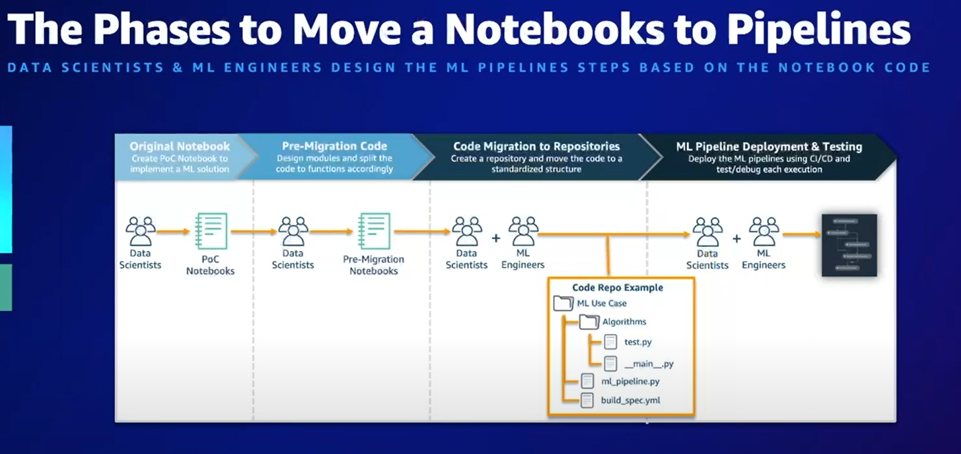 The Phases to Move a Notebooks to Pipelines
DATA SCIENTISTS & ML ENGINEERS DESIGN THE ML PIPELINES STEPS BASED ON THE NOTEBOOK CODE
Original Notebook
Create PoC Notebook to
implement a ML solution
Pre-Migration Code
Design modules and split the
code to functions accordingly
Code Migration to Repositories
Create a repository and move the code to a
standardized structure
ML Pipeline Deployment & Testing
Deploy the ML pipelines using CI/CD and
test/debug each execution
Data
Scientists
PoC
Notebooks
Data
Scientists
Pre-Migration
Notebooks
Data
Scientists
+
ML
Engineers
Data
Scientists
+
ML
Engineers
Code Repo Example
ML Use Case
Algorithms
test.py
__main__.py
ml_pipeline.py
build_spec.yml